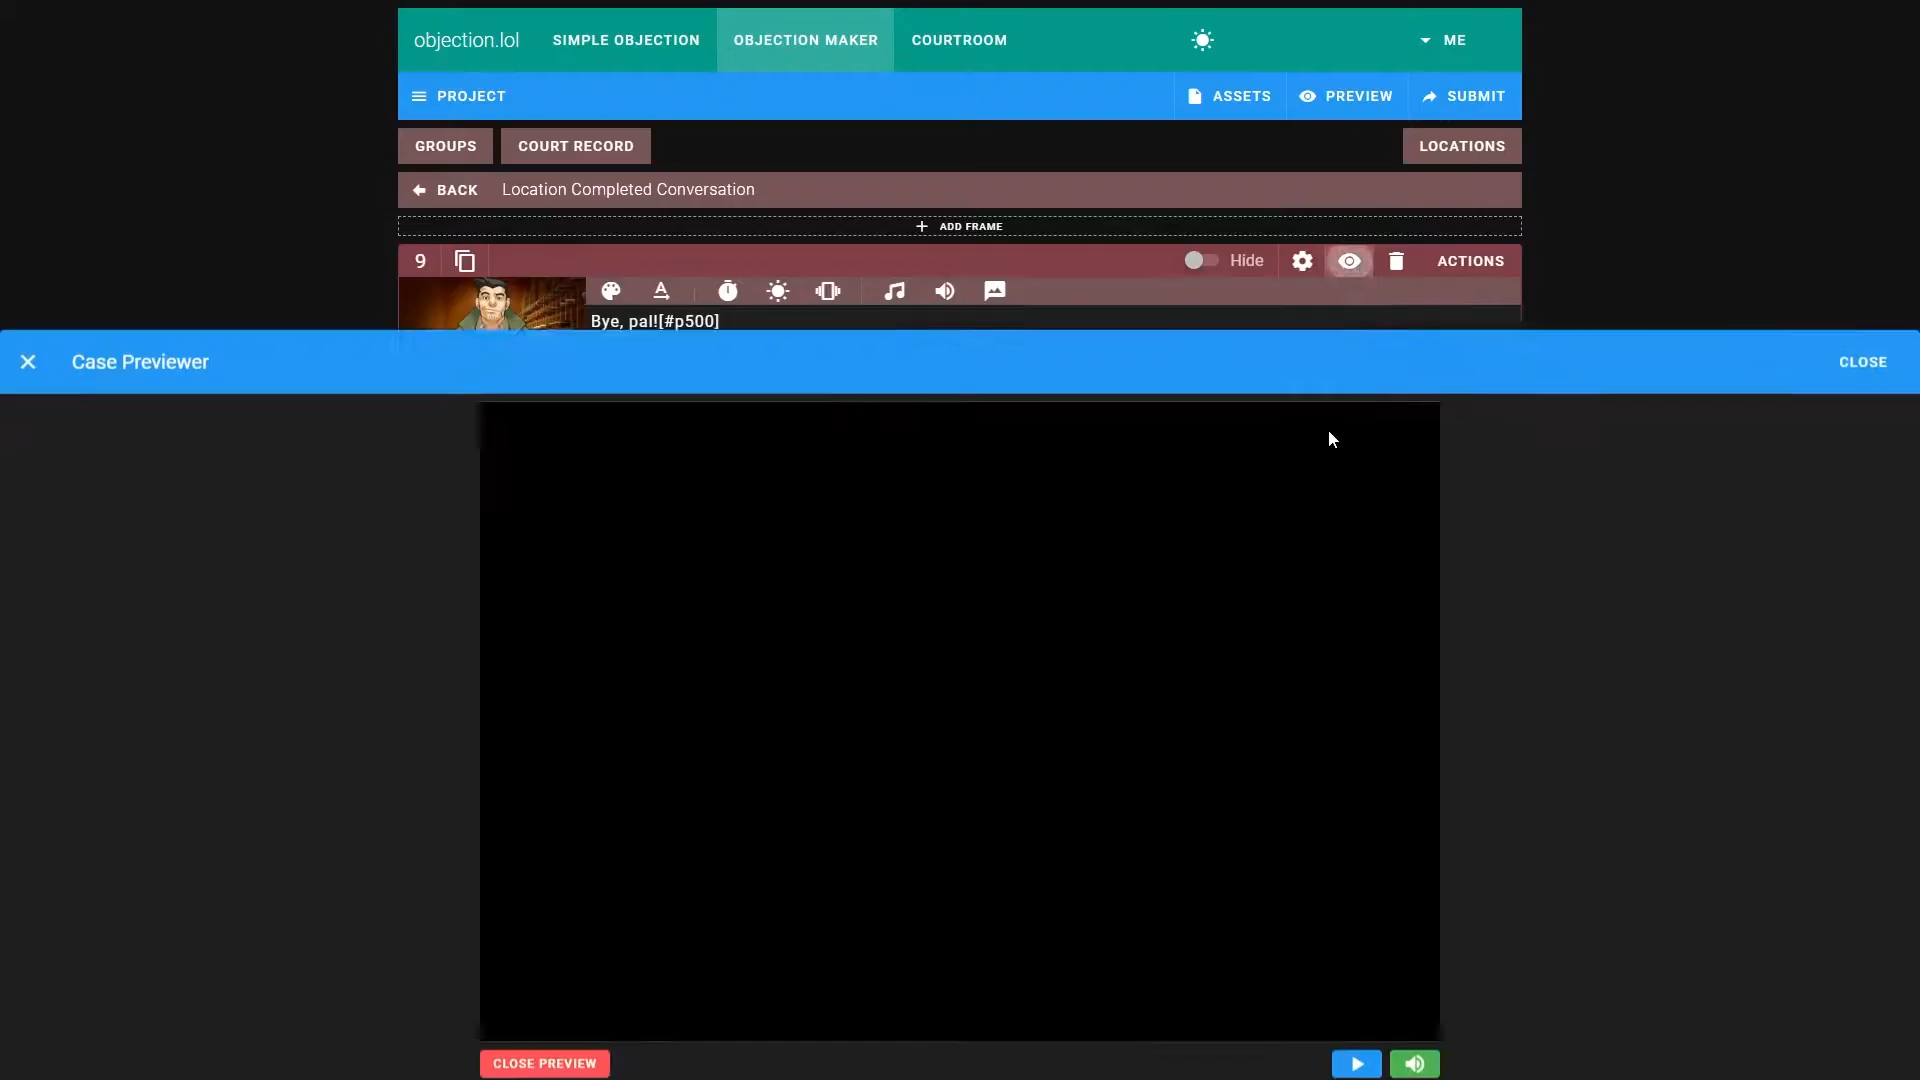 objection.lol SIMPLE OBJECTION OBJECTION MAKER COURTROOM ME
PROJECT ASSETS PREVIEW SUBMIT
GROUPS COURT RECORD LOCATIONS
BACK Location Completed Conversation
ADD FRAME
9 Hide ACTIONS
Bye, pal![#p500]
Case Previewer CLOSE
CLOSE PREVIEW